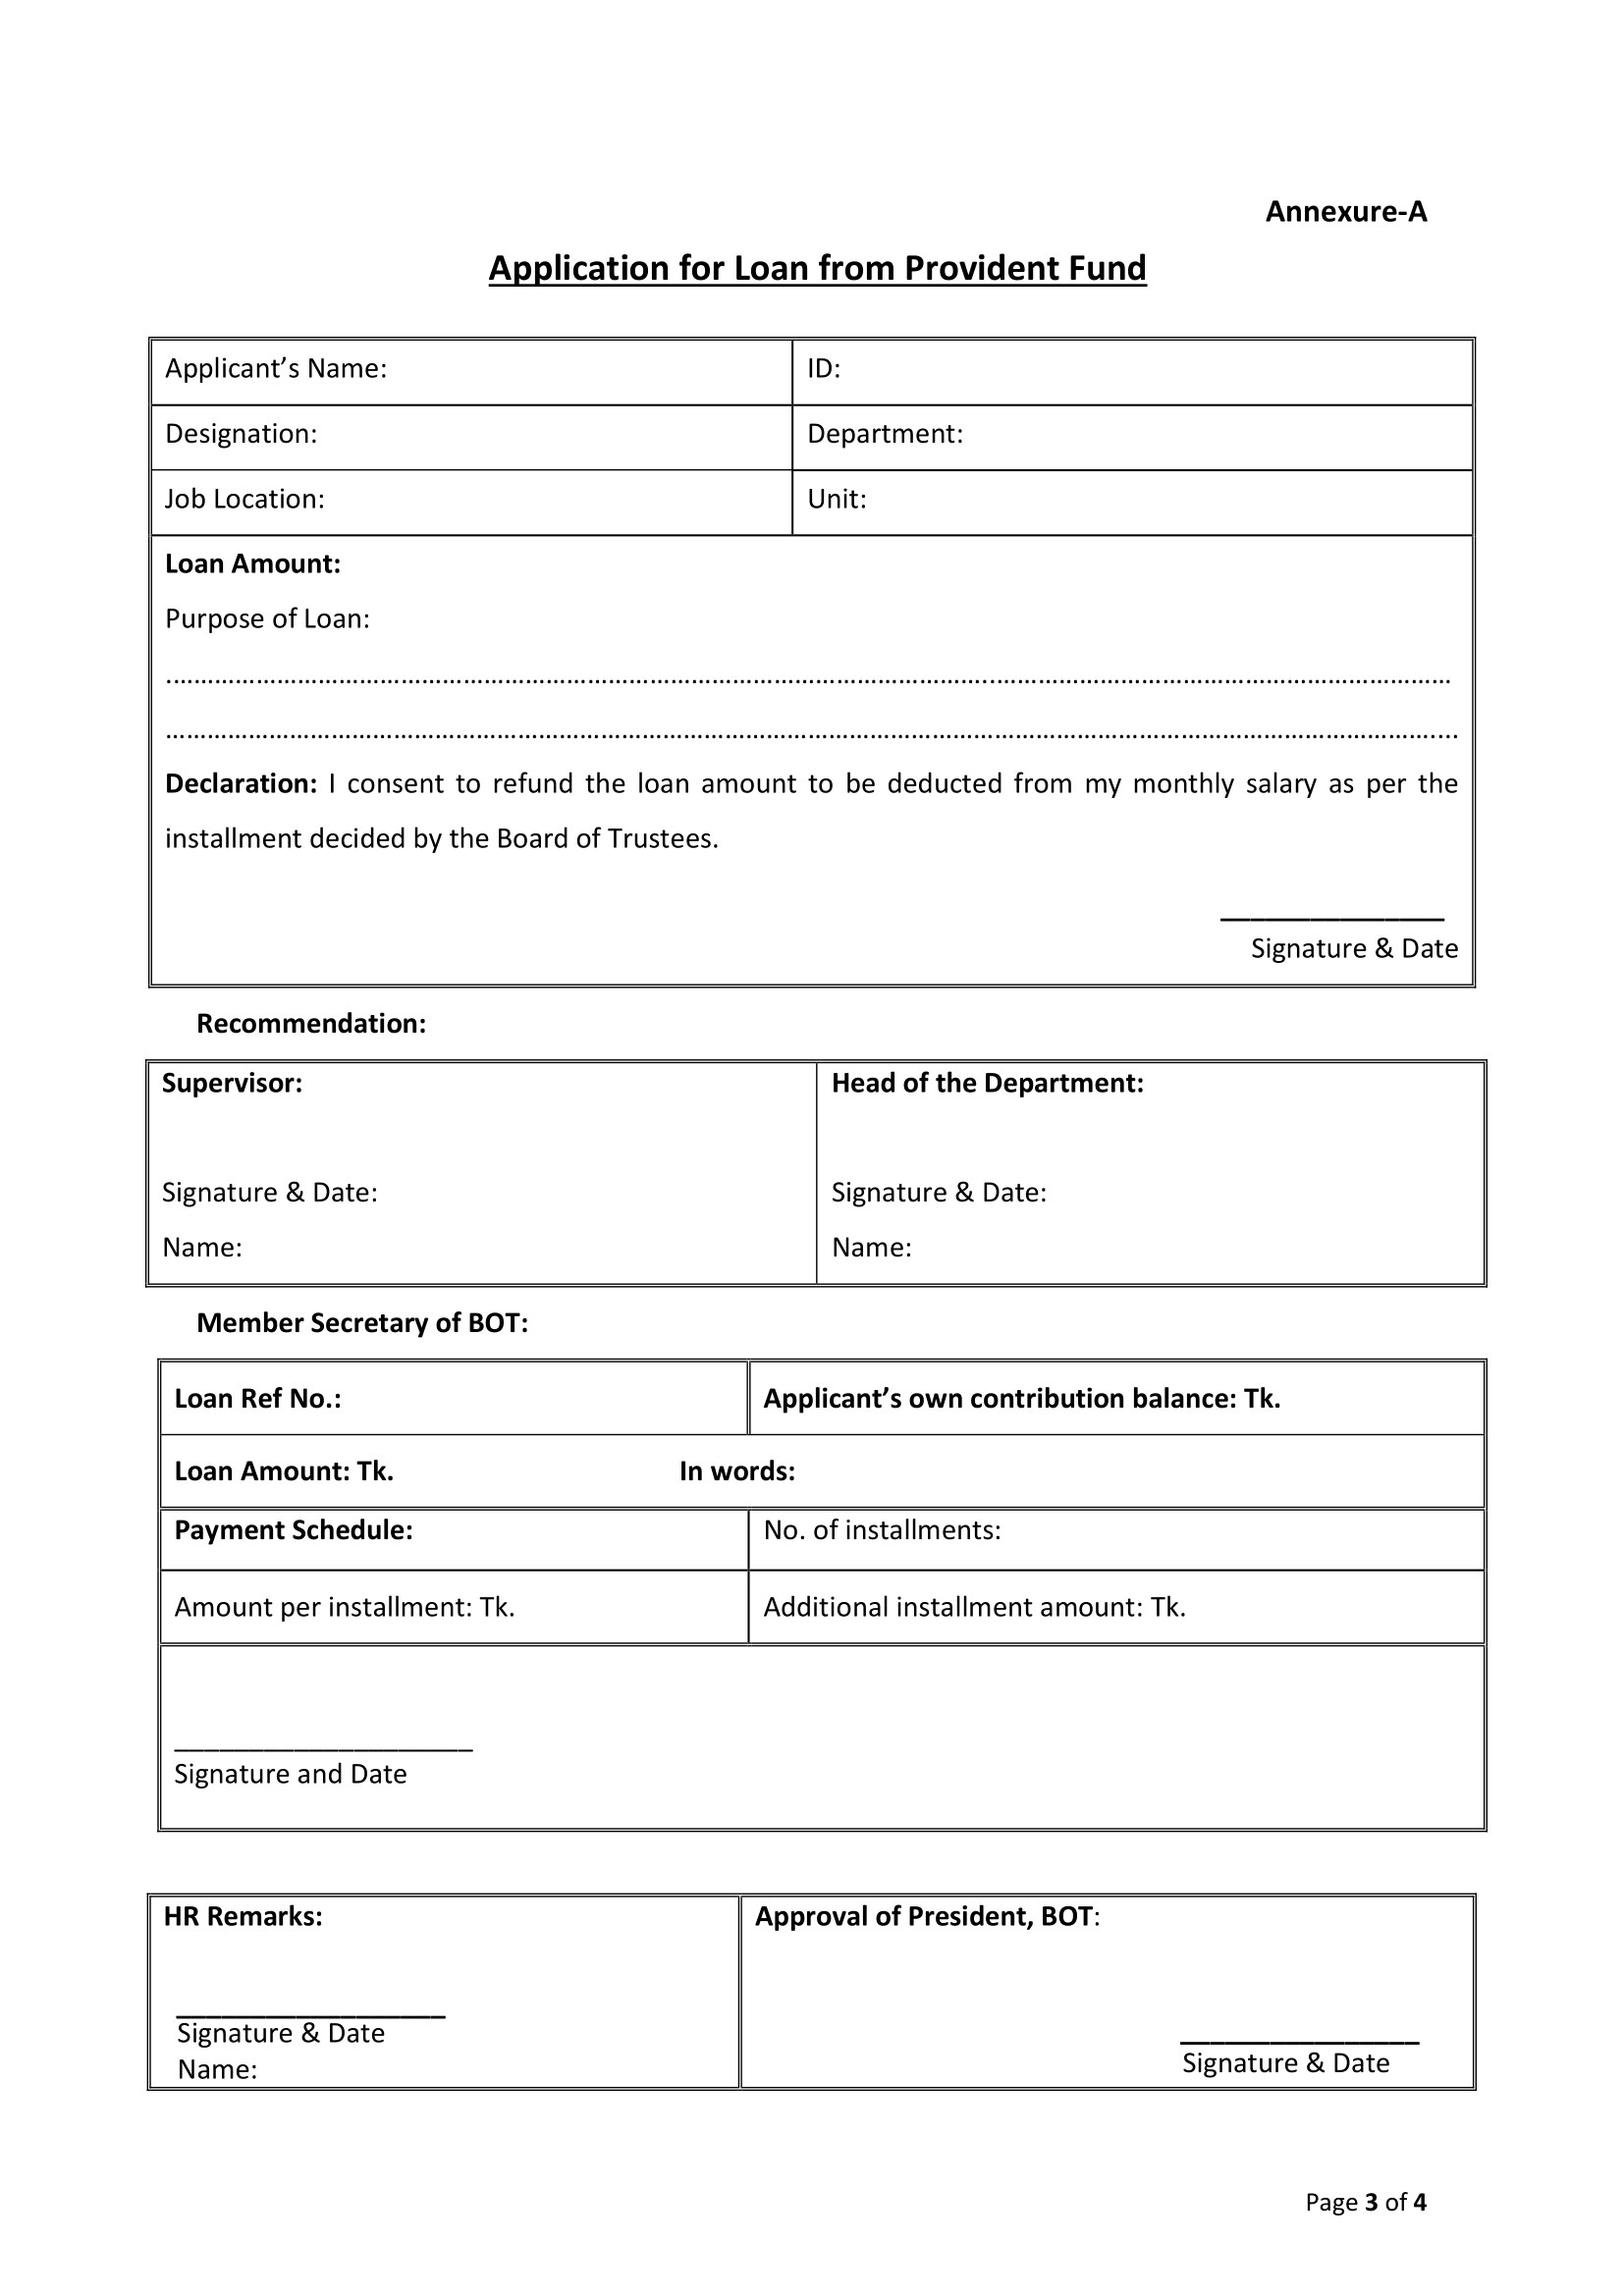 Annexure-A
Application for Loan from Provident Fund
Applicant’s Name: ID:
Designation: Department:
Job Location: Unit:
Loan Amount:
Purpose of Loan:
……………………………………………………………………………………………………………………………………
……………………………………………………………………………………………………………………………………
Declaration: I consent to refund the loan amount to be deducted from my monthly salary as per the
installment decided by the Board of Trustees.
_______________
Signature & Date
Recommendation:
Supervisor: Head of the Department:
Signature & Date: Signature & Date:
Name: Name:
Member Secretary of BOT:
Loan Ref No.: Applicant’s own contribution balance: Tk.
Loan Amount: Tk. In words:
Payment Schedule: No. of installments:
Amount per installment: Tk. Additional installment amount: Tk.
____________________
Signature and Date
HR Remarks: Approval of President, BOT:
__________________
Signature & Date
Name:
________________
Signature & Date
Page 3 of 4